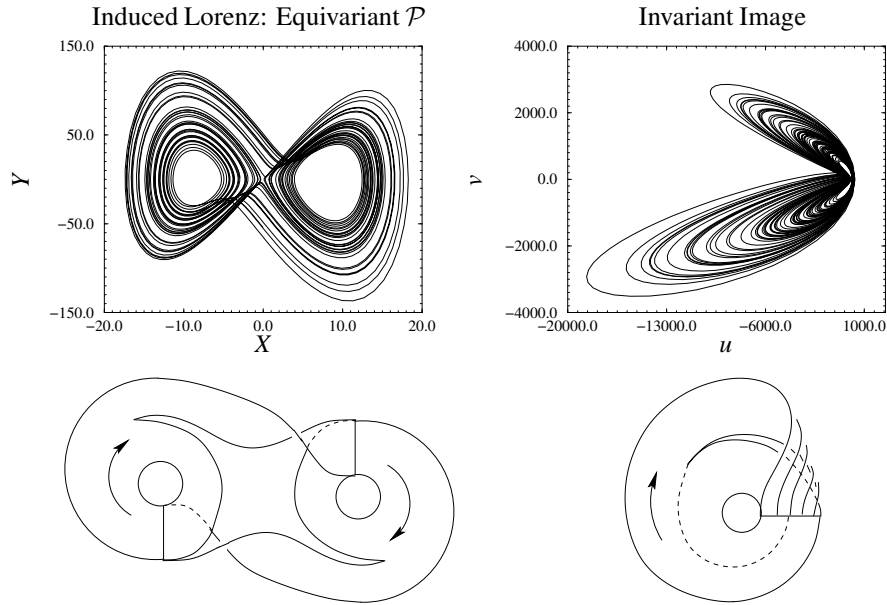 Induced Lorenz: Equivariant 𝒫
150.0
50.0
Y
−50.0
−150.0
−20.0 −10.0 0.0 10.0 20.0
X
Invariant Image
4000.0
2000.0
v
0.0
−2000.0
−4000.0
−20000.0 −13000.0 −6000.0 1000.0
u